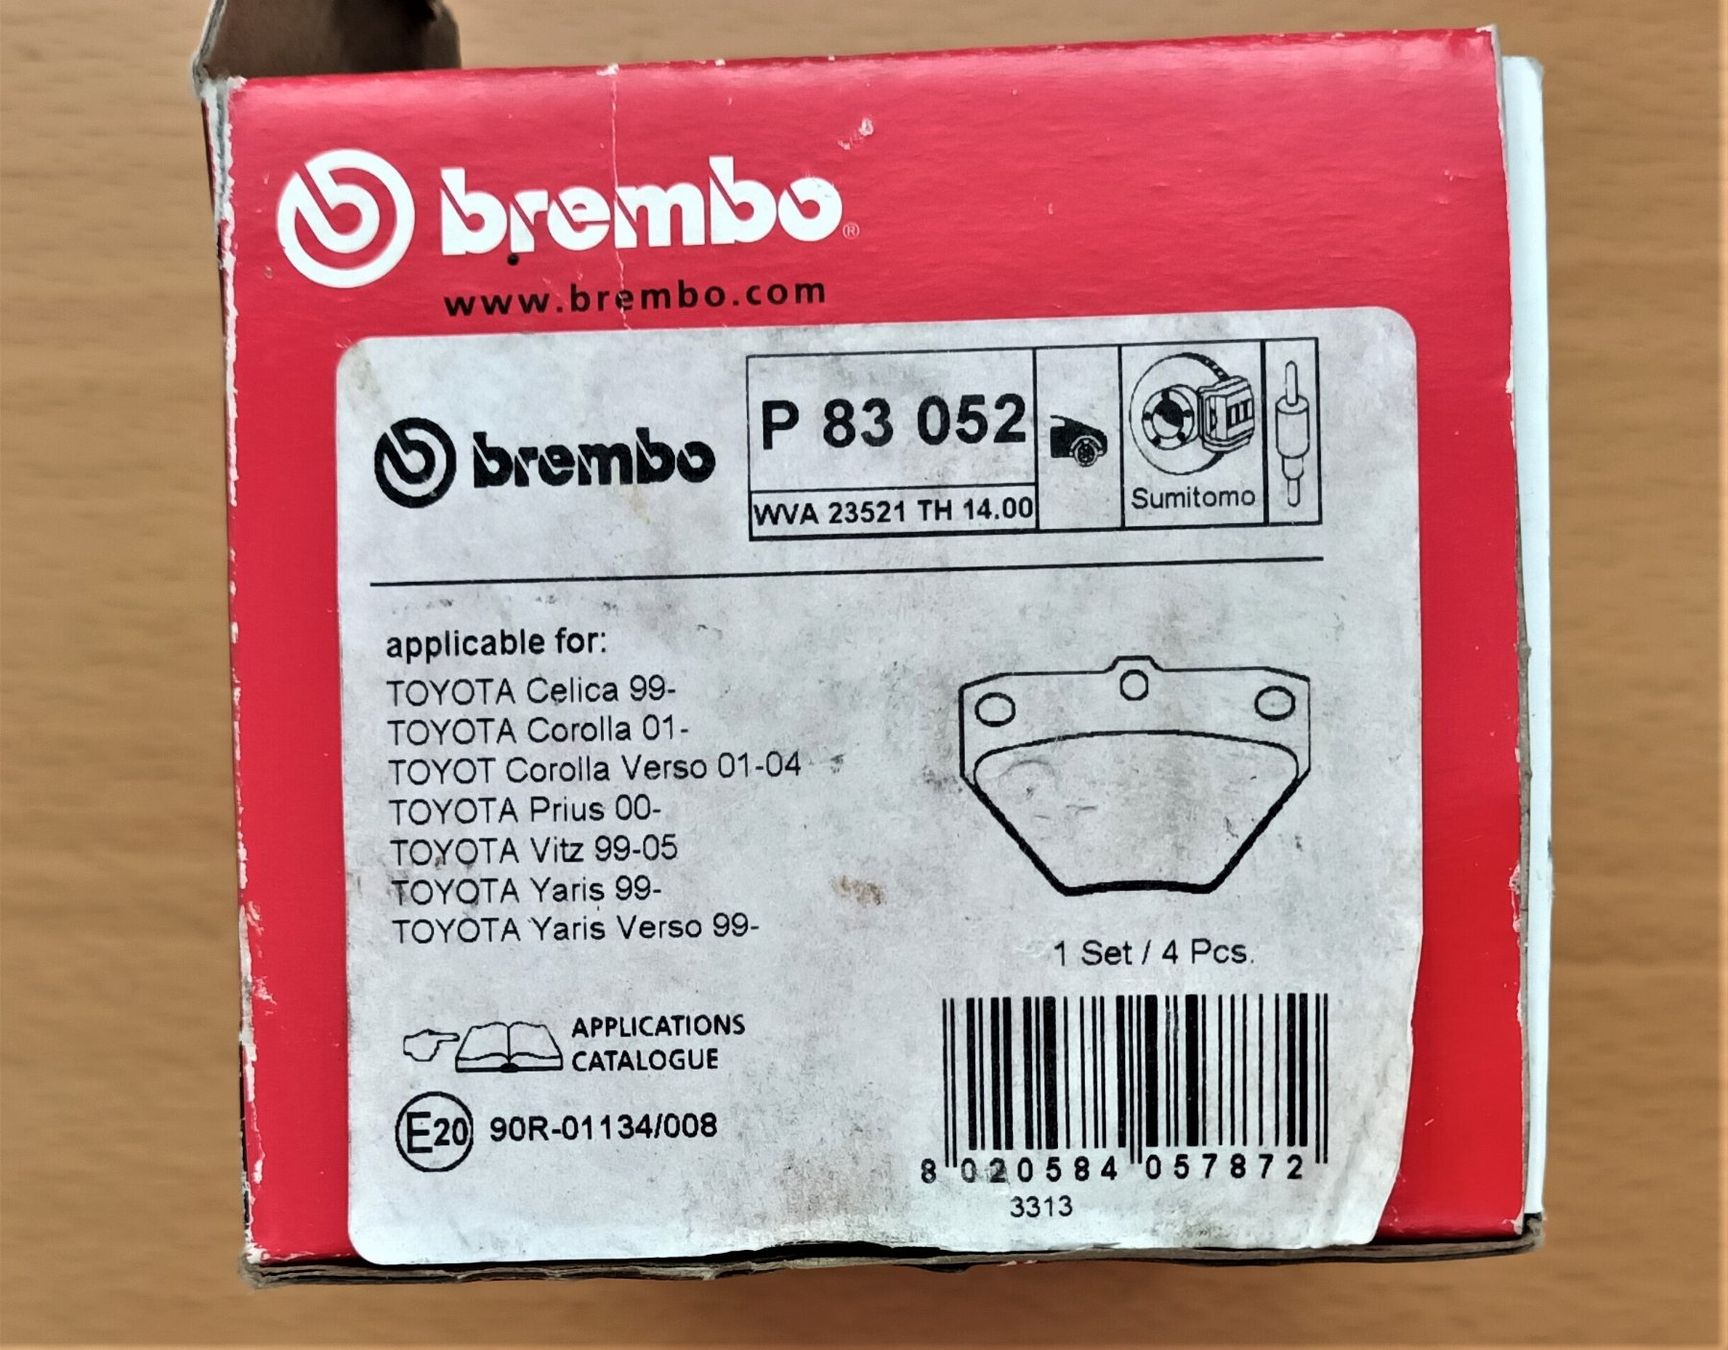 brembo®
www.brembo.com
brembo
P 83 052
WVA 23521 TH 14.00
Sumitomo
applicable for:
TOYOTA Celica 99-
TOYOTA Corolla 01-
TOYOT Corolla Verso 01-04
TOYOTA Prius 00-
TOYOTA Vitz 99-05
TOYOTA Yaris 99-
TOYOTA Yaris Verso 99-
1 Set / 4 Pcs.
APPLICATIONS
CATALOGUE
E20 90R-01134/008
8 020584 057872
3313